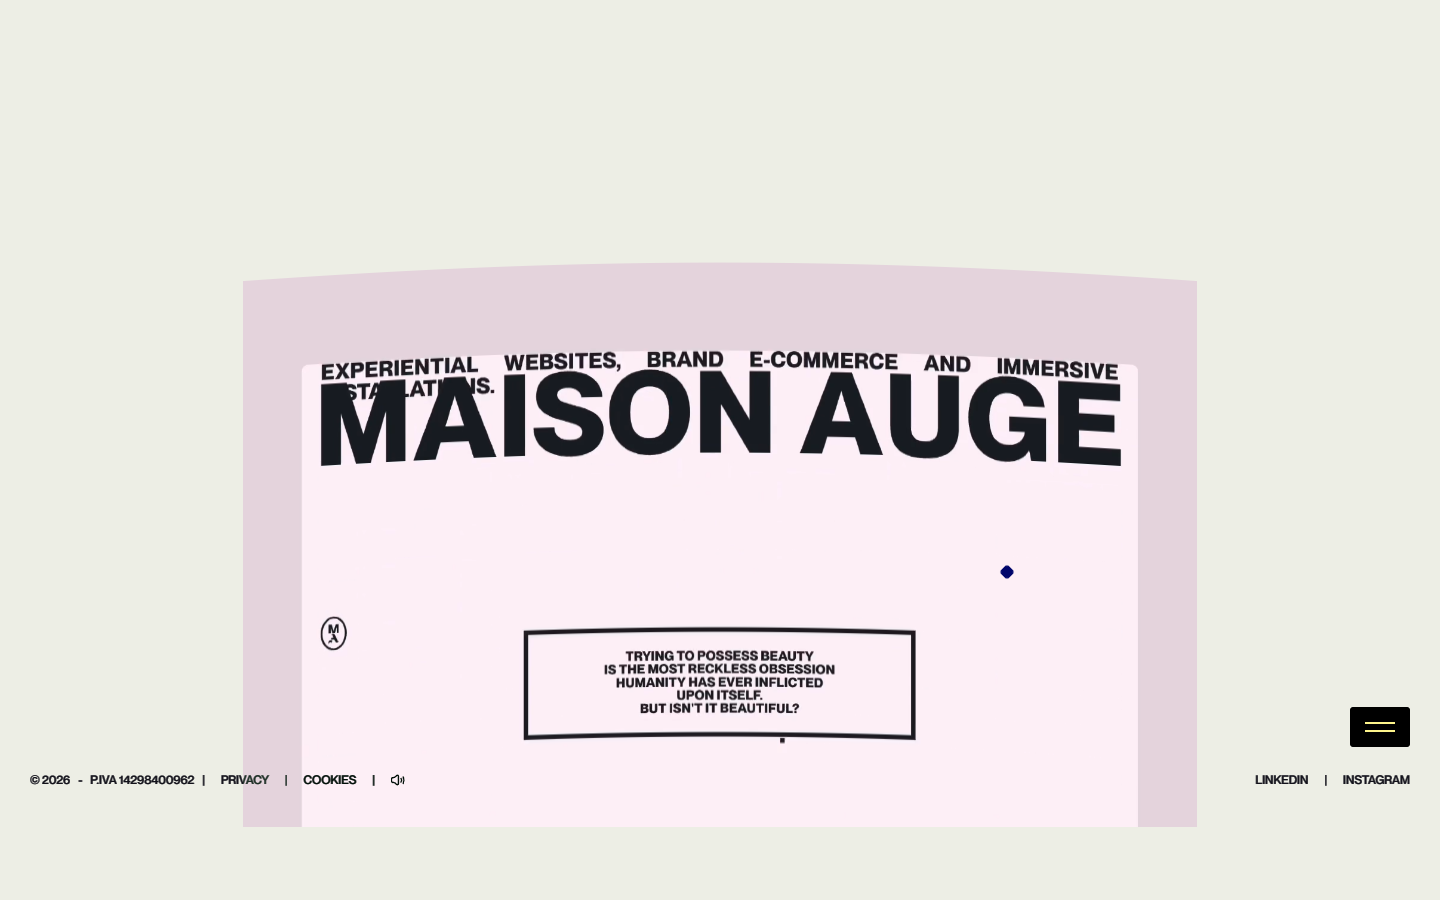 EXPERIENTIAL WEBSITES, BRAND E-COMMERCE AND IMMERSIVE
MAISON AUGE
M
A
TRYING TO POSSESS BEAUTY
IS THE MOST RECKLESS OBSESSION
HUMANITY HAS EVER INFLICTED
UPON ITSELF.
BUT ISN'T IT BEAUTIFUL?
© 2026 - P.IVA 14298400962 | PRIVACY | COOKIES |
LINKEDIN | INSTAGRAM